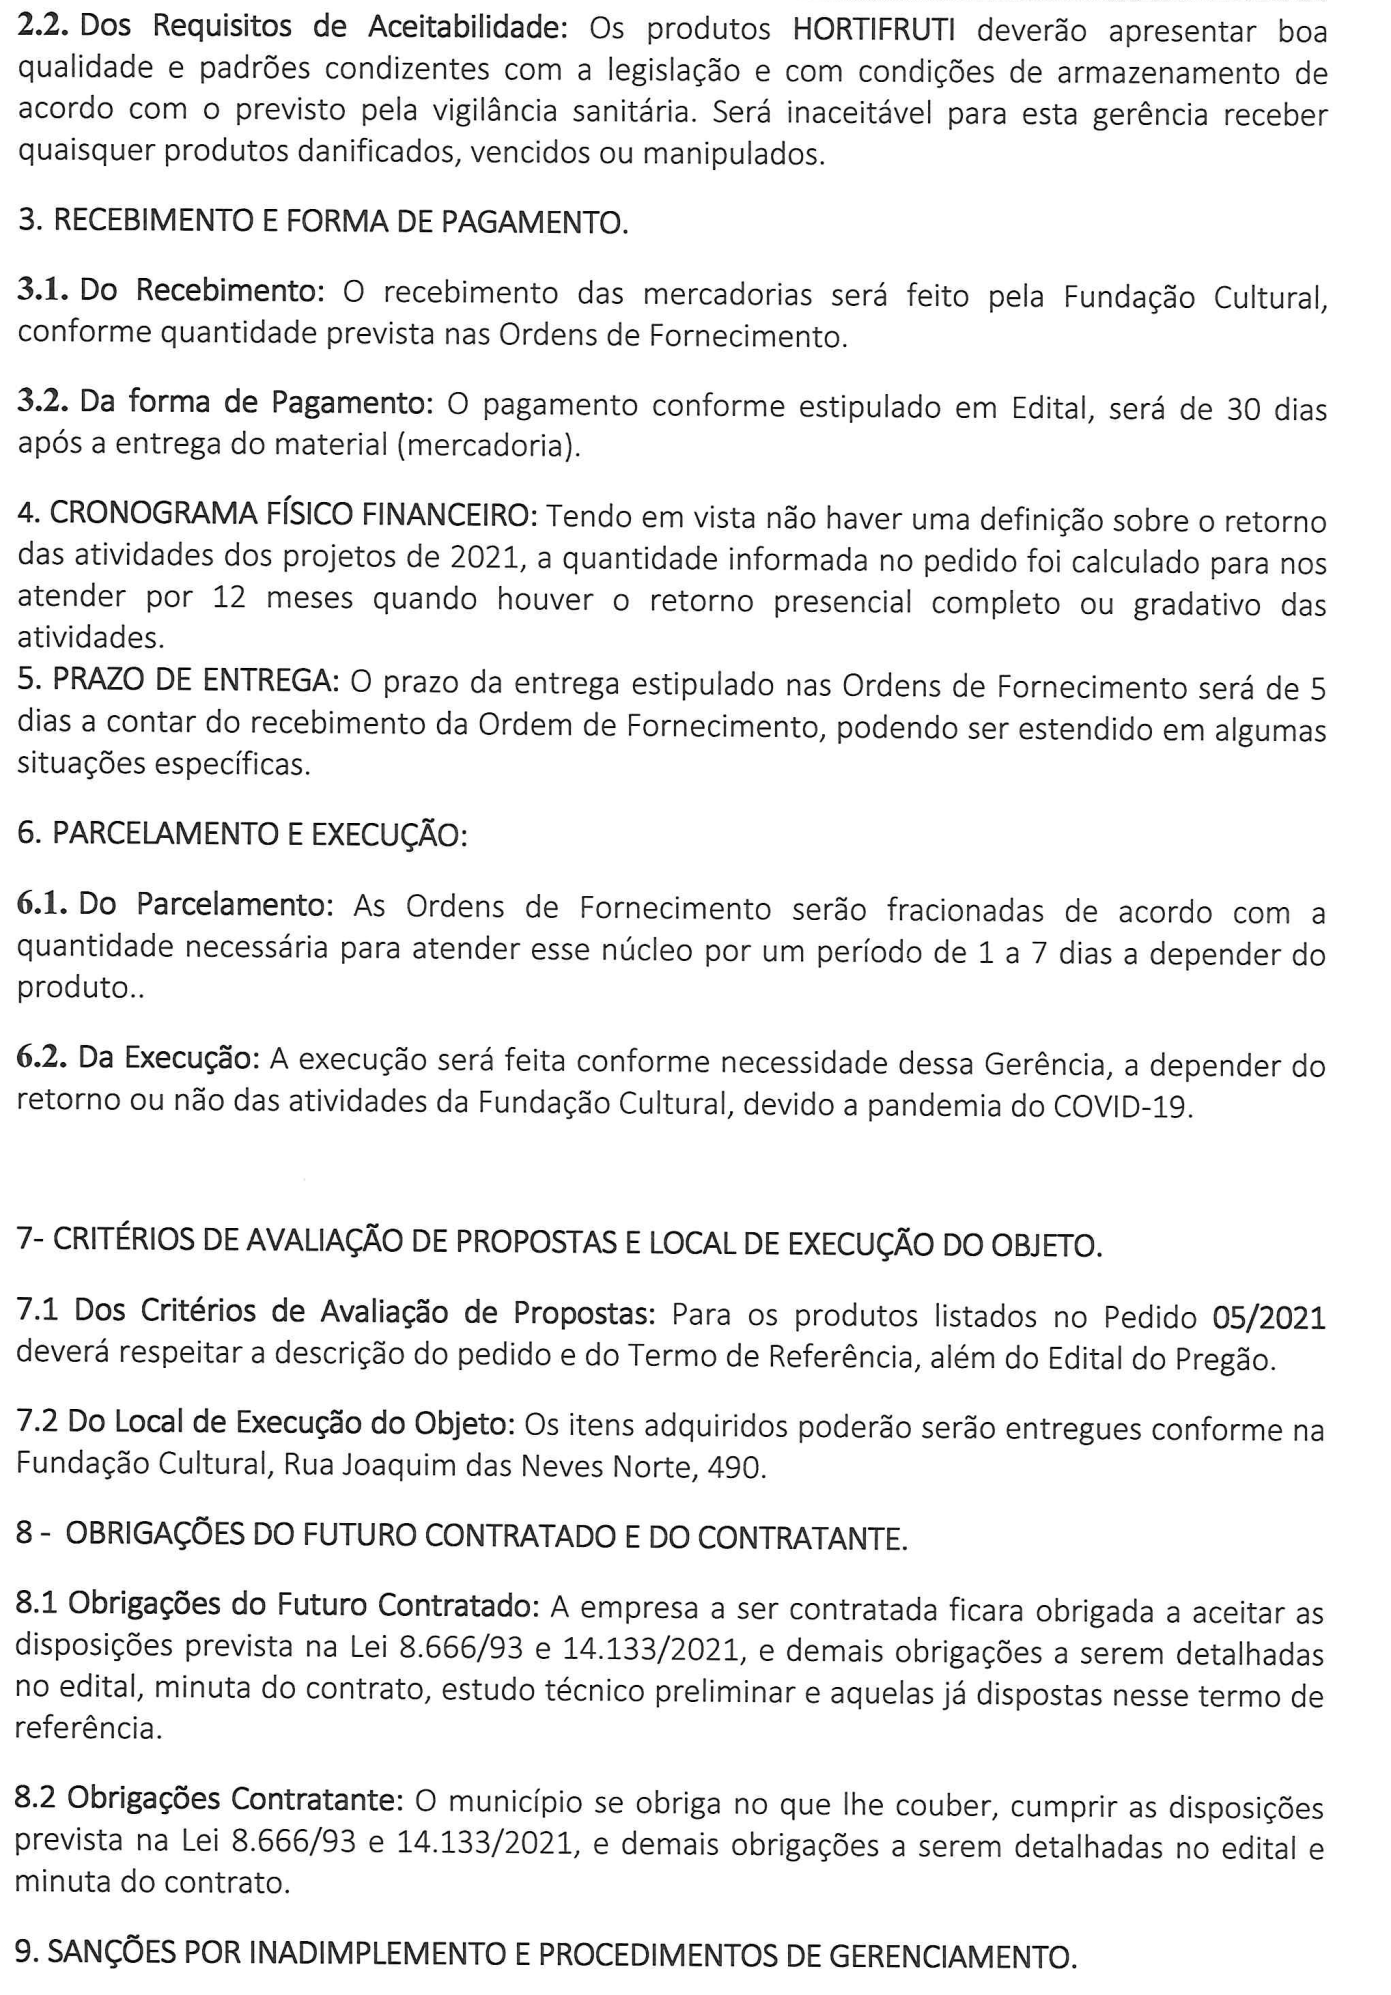 2.2. Dos Requisitos de Aceitabilidade: Os produtos HORTIFRUTI deverão apresentar boa
qualidade e padrões condizentes com a legislação e com condições de armazenamento de
acordo com o previsto pela vigilância sanitária. Será inaceitável para esta gerência receber
quaisquer produtos danificados, vencidos ou manipulados.
3. RECEBIMENTO E FORMA DE PAGAMENTO.
3.1. Do Recebimento: O recebimento das mercadorias será feito pela Fundação Cultural,
conforme quantidade prevista nas Ordens de Fornecimento.
3.2. Da forma de Pagamento: O pagamento conforme estipulado em Edital, será de 30 dias
após a entrega do material (mercadoria).
4. CRONOGRAMA FÍSICO FINANCEIRO: Tendo em vista não haver uma definição sobre o retorno
das atividades dos projetos de 2021, a quantidade informada no pedido foi calculado para nos
atender por 12 meses quando houver o retorno presencial completo ou gradativo das
atividades.
5. PRAZO DE ENTREGA: O prazo da entrega estipulado nas Ordens de Fornecimento será de 5
dias a contar do recebimento da Ordem de Fornecimento, podendo ser estendido em algumas
situações específicas.
6. PARCELAMENTO E EXECUÇÃO:
6.1. Do Parcelamento: As Ordens de Fornecimento serão fracionadas de acordo com a
quantidade necessária para atender esse núcleo por um período de 1 a 7 dias a depender do
produto..
6.2. Da Execução: A execução será feita conforme necessidade dessa Gerência, a depender do
retorno ou não das atividades da Fundação Cultural, devido a pandemia do COVID-19.
7- CRITÉRIOS DE AVALIAÇÃO DE PROPOSTAS E LOCAL DE EXECUÇÃO DO OBJETO.
7.1 Dos Critérios de Avaliação de Propostas: Para os produtos listados no Pedido 05/2021
deverá respeitar a descrição do pedido e do Termo de Referência, além do Edital do Pregão.
7.2 Do Local de Execução do Objeto: Os itens adquiridos poderão serão entregues conforme na
Fundação Cultural, Rua Joaquim das Neves Norte, 490.
8 - OBRIGAÇÕES DO FUTURO CONTRATADO E DO CONTRATANTE.
8.1 Obrigações do Futuro Contratado: A empresa a ser contratada ficara obrigada a aceitar as
disposições prevista na Lei 8.666/93 e 14.133/2021, e demais obrigações a serem detalhadas
no edital, minuta do contrato, estudo técnico preliminar e aquelas já dispostas nesse termo de
referência.
8.2 Obrigações Contratante: O município se obriga no que lhe couber, cumprir as disposições
prevista na Lei 8.666/93 e 14.133/2021, e demais obrigações a serem detalhadas no edital e
minuta do contrato.
9. SANÇÕES POR INADIMPLEMENTO E PROCEDIMENTOS DE GERENCIAMENTO.